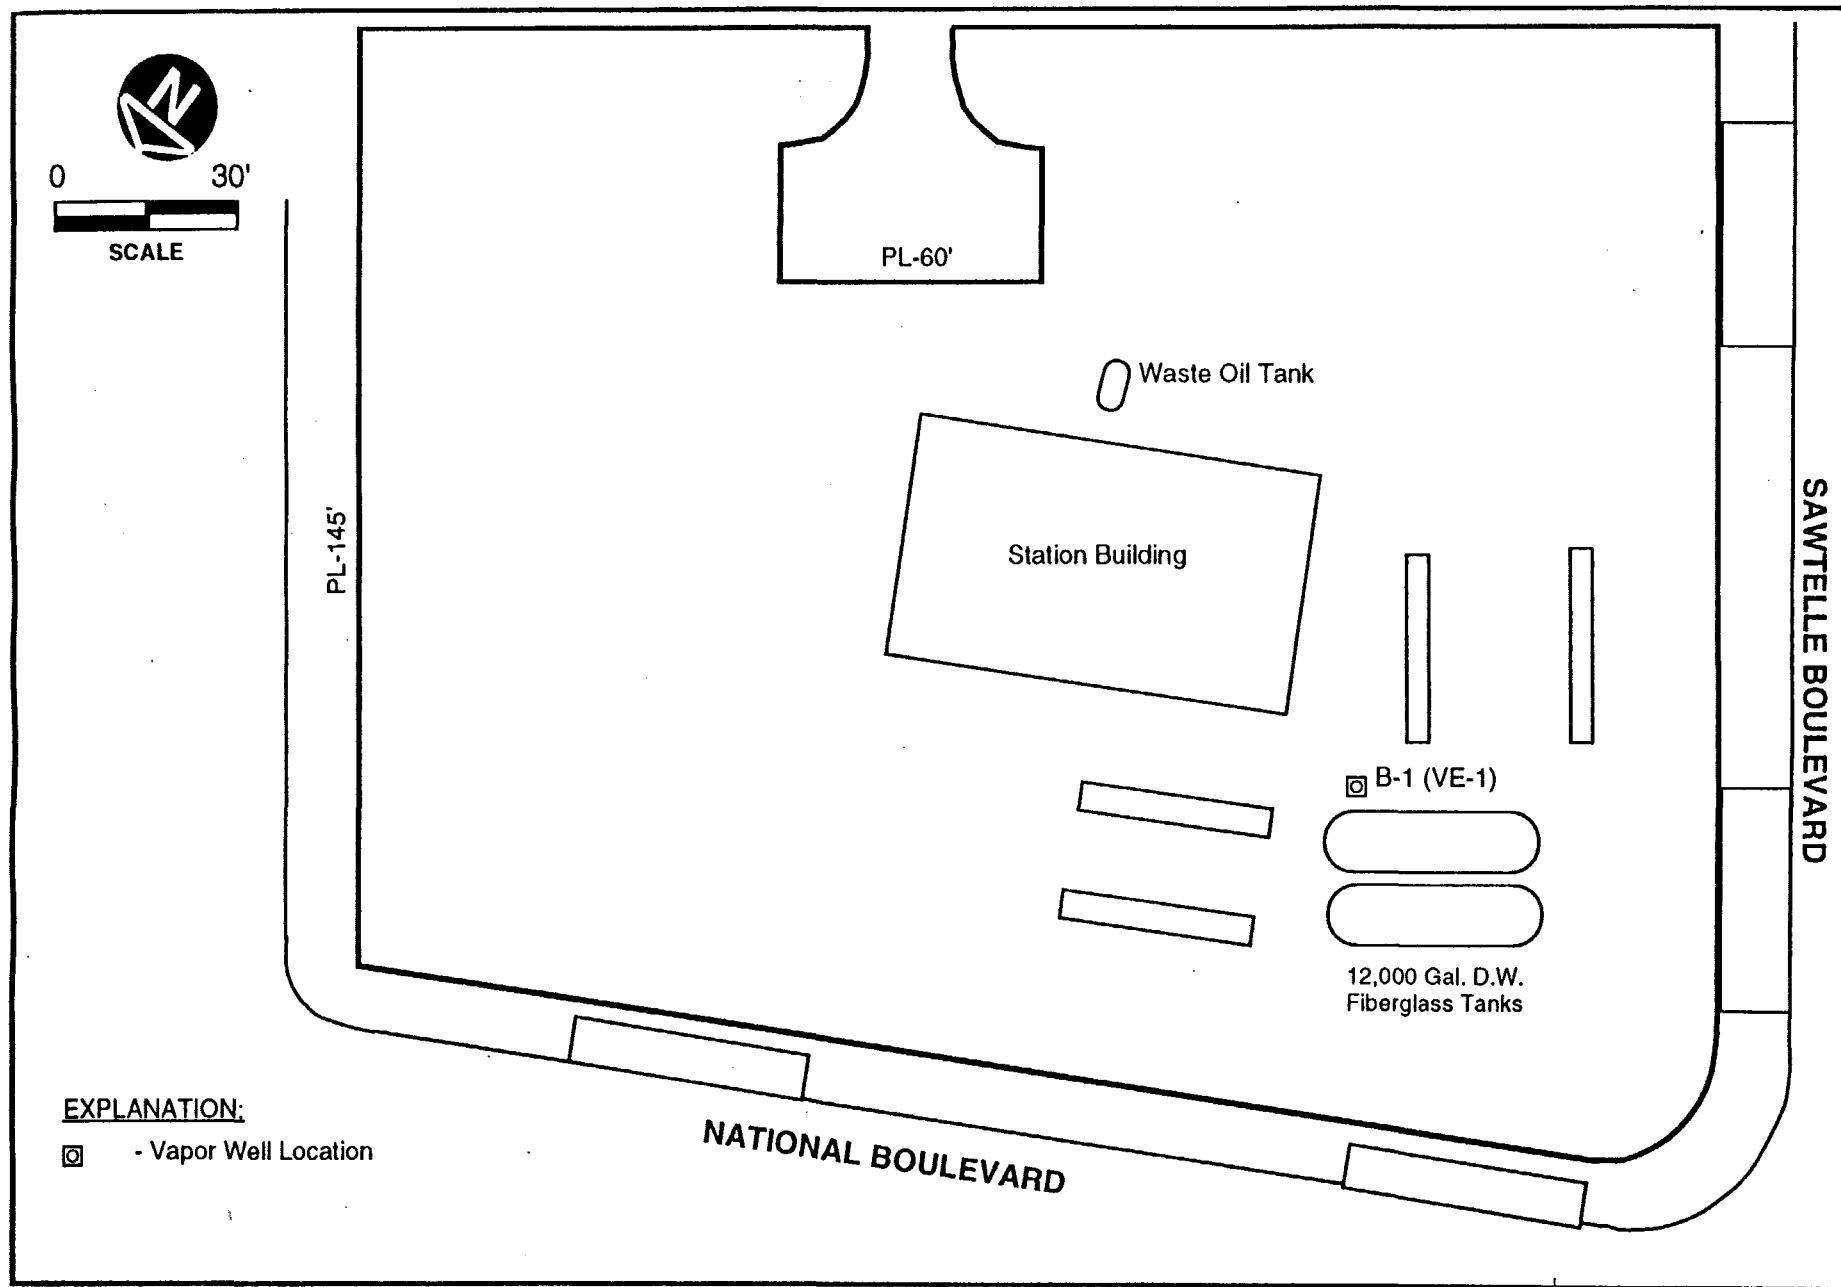 N
0 30'
SCALE
PL-60'
Waste Oil Tank
Station Building
PL-145'
SAWTELLE BOULEVARD
B-1 (VE-1)
12,000 Gal. D.W.
Fiberglass Tanks
EXPLANATION:
- Vapor Well Location
NATIONAL BOULEVARD